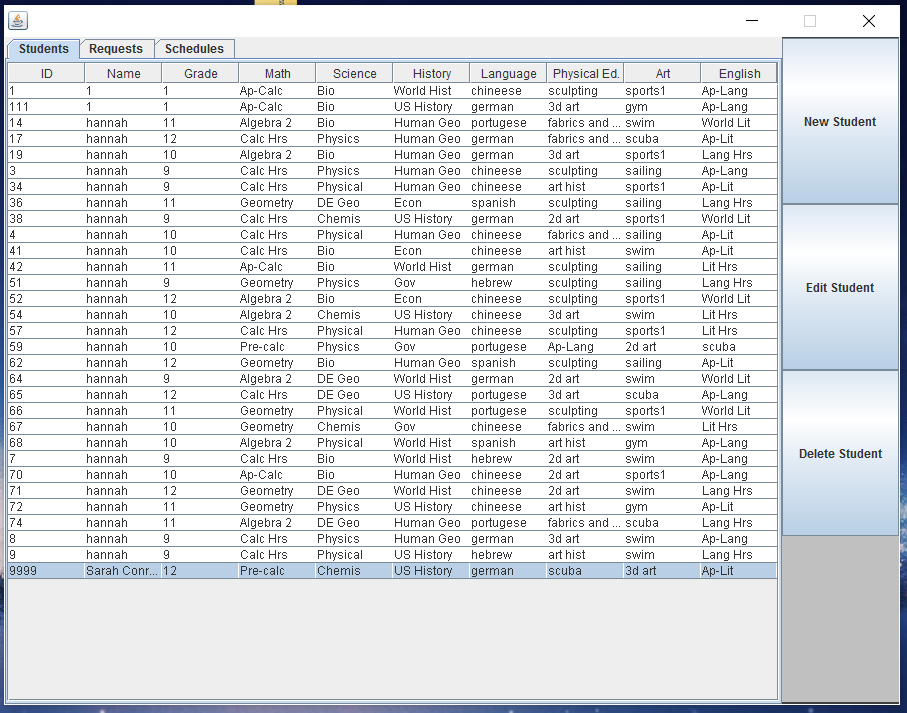 Students Requests Schedules
ID Name Grade Math Science History Language Physical Ed. Art English
1 1 1 Ap-Calc Bio World Hist chineese sculpting sports1 Ap-Lang
111 1 1 Ap-Calc Bio US History german 3d art gym Ap-Lang
14 hannah 11 Algebra 2 Bio Human Geo portugese fabrics and ... swim World Lit
17 hannah 12 Calc Hrs Physics Human Geo german fabrics and ... scuba Ap-Lit
19 hannah 10 Algebra 2 Bio Human Geo german 3d art sports1 Lang Hrs
3 hannah 9 Calc Hrs Physics Human Geo chineese sculpting sailing Ap-Lang
34 hannah 9 Calc Hrs Physical Human Geo chineese art hist sports1 Ap-Lit
36 hannah 11 Geometry DE Geo Econ spanish sculpting sailing Lang Hrs
38 hannah 9 Calc Hrs Chemis US History german 2d art sports1 World Lit
4 hannah 10 Calc Hrs Physical Human Geo chineese fabrics and ... sailing Ap-Lit
41 hannah 10 Calc Hrs Bio Econ chineese art hist swim Ap-Lit
42 hannah 11 Ap-Calc Bio World Hist german sculpting sailing Lit Hrs
51 hannah 9 Geometry Physics Gov hebrew sculpting sailing Lang Hrs
52 hannah 12 Algebra 2 Bio Econ chineese sculpting sports1 World Lit
54 hannah 10 Algebra 2 Chemis US History chineese 3d art swim Lit Hrs
57 hannah 12 Calc Hrs Physical Human Geo chineese sculpting sports1 Lit Hrs
59 hannah 10 Pre-calc Physics Gov portugese Ap-Lang 2d art scuba
62 hannah 12 Geometry Bio Human Geo spanish sculpting sailing Ap-Lit
64 hannah 9 Algebra 2 DE Geo World Hist german 2d art swim World Lit
65 hannah 12 Calc Hrs DE Geo US History portugese 3d art scuba Ap-Lang
66 hannah 11 Geometry Physical World Hist portugese sculpting sports1 World Lit
67 hannah 10 Geometry Chemis Gov chineese fabrics and ... swim Lit Hrs
68 hannah 10 Algebra 2 Physical World Hist spanish art hist gym Ap-Lang
7 hannah 9 Calc Hrs Bio World Hist hebrew 2d art swim Ap-Lang
70 hannah 10 Ap-Calc Bio Human Geo chineese 2d art sports1 Ap-Lang
71 hannah 12 Geometry DE Geo World Hist chineese 2d art swim Lang Hrs
72 hannah 11 Geometry Physics US History chineese art hist gym Ap-Lit
74 hannah 11 Algebra 2 DE Geo Human Geo portugese fabrics and ... scuba Lang Hrs
8 hannah 9 Calc Hrs Physics Human Geo german 3d art swim Ap-Lang
9 hannah 9 Calc Hrs Physical US History hebrew art hist swim Lang Hrs
9999 Sarah Conr... 12 Pre-calc Chemis US History german scuba 3d art Ap-Lit
New Student
Edit Student
Delete Student